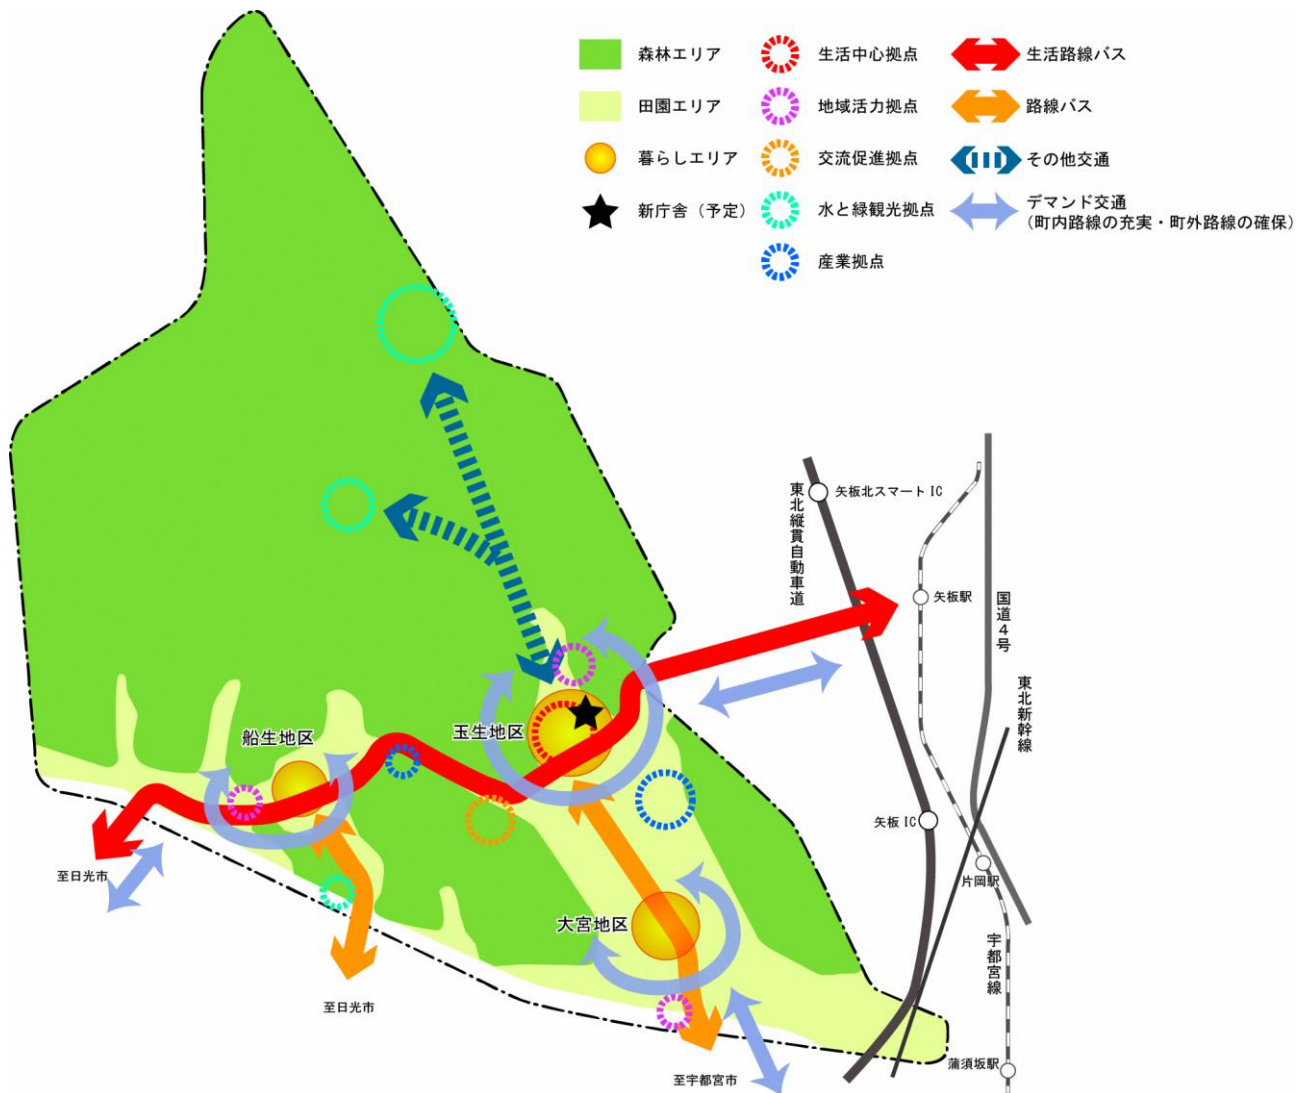 森林エリア
田園エリア
暮らしエリア
新庁舎（予定）
生活中心拠点
地域活力拠点
交流促進拠点
水と緑観光拠点
産業拠点
生活路線バス
路線バス
その他交通
デマンド交通
（町内路線の充実・町外路線の確保）
東北縦貫自動車道
矢板北スマートIC
矢板駅
国道４号
東北新幹線
玉生地区
船生地区
矢板IC
片岡駅
至日光市
大宮地区
宇都宮線
至日光市
蒲須坂駅
至宇都宮市